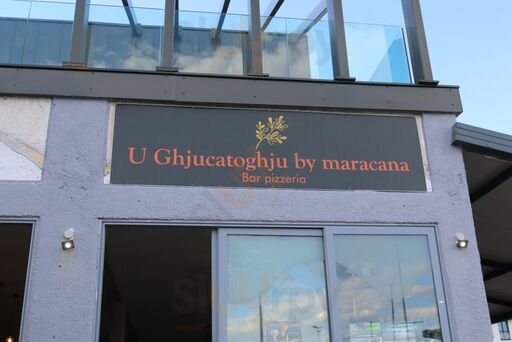 U Ghjucatoghju by maracana
Bar pizzeria